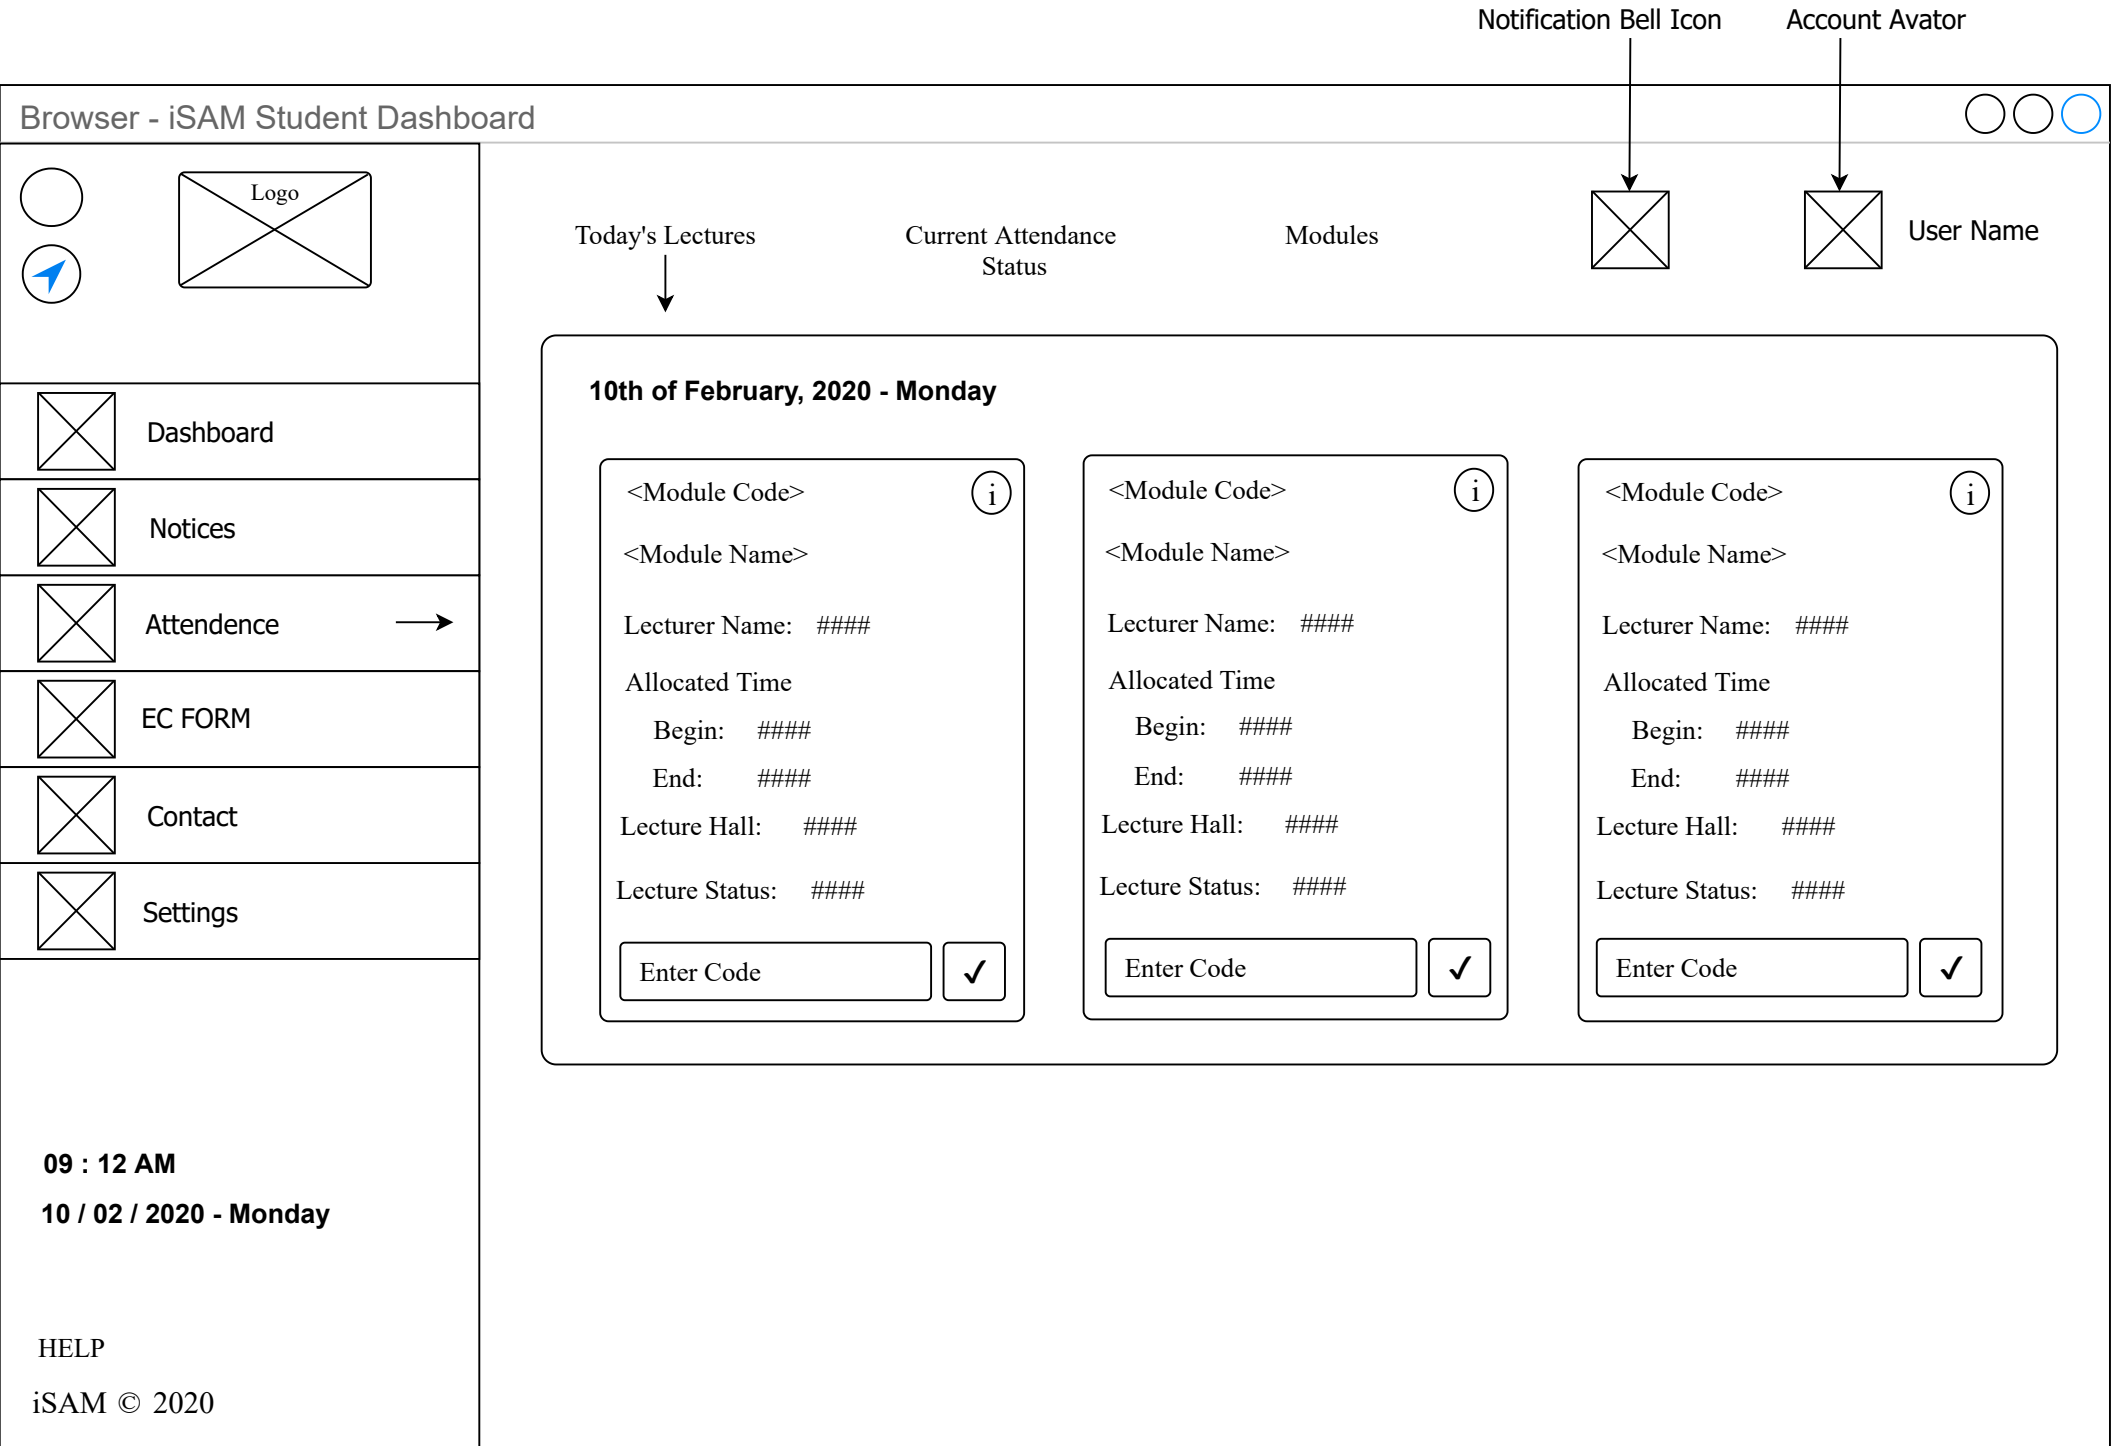 Notification Bell Icon
Account Avator
Browser - iSAM Student Dashboard
Logo
Today's Lectures
Current Attendance
Status
Modules
User Name
Dashboard
Notices
Attendence
EC FORM
Contact
Settings
10th of February, 2020 - Monday
<Module Code>
i
<Module Name>
Lecturer Name: ####
Allocated Time
Begin: ####
End: ####
Lecture Hall: ####
Lecture Status: ####
Enter Code
✓
<Module Code>
i
<Module Name>
Lecturer Name: ####
Allocated Time
Begin: ####
End: ####
Lecture Hall: ####
Lecture Status: ####
Enter Code
✓
<Module Code>
i
<Module Name>
Lecturer Name: ####
Allocated Time
Begin: ####
End: ####
Lecture Hall: ####
Lecture Status: ####
Enter Code
✓
09 : 12 AM
10 / 02 / 2020 - Monday
HELP
iSAM © 2020